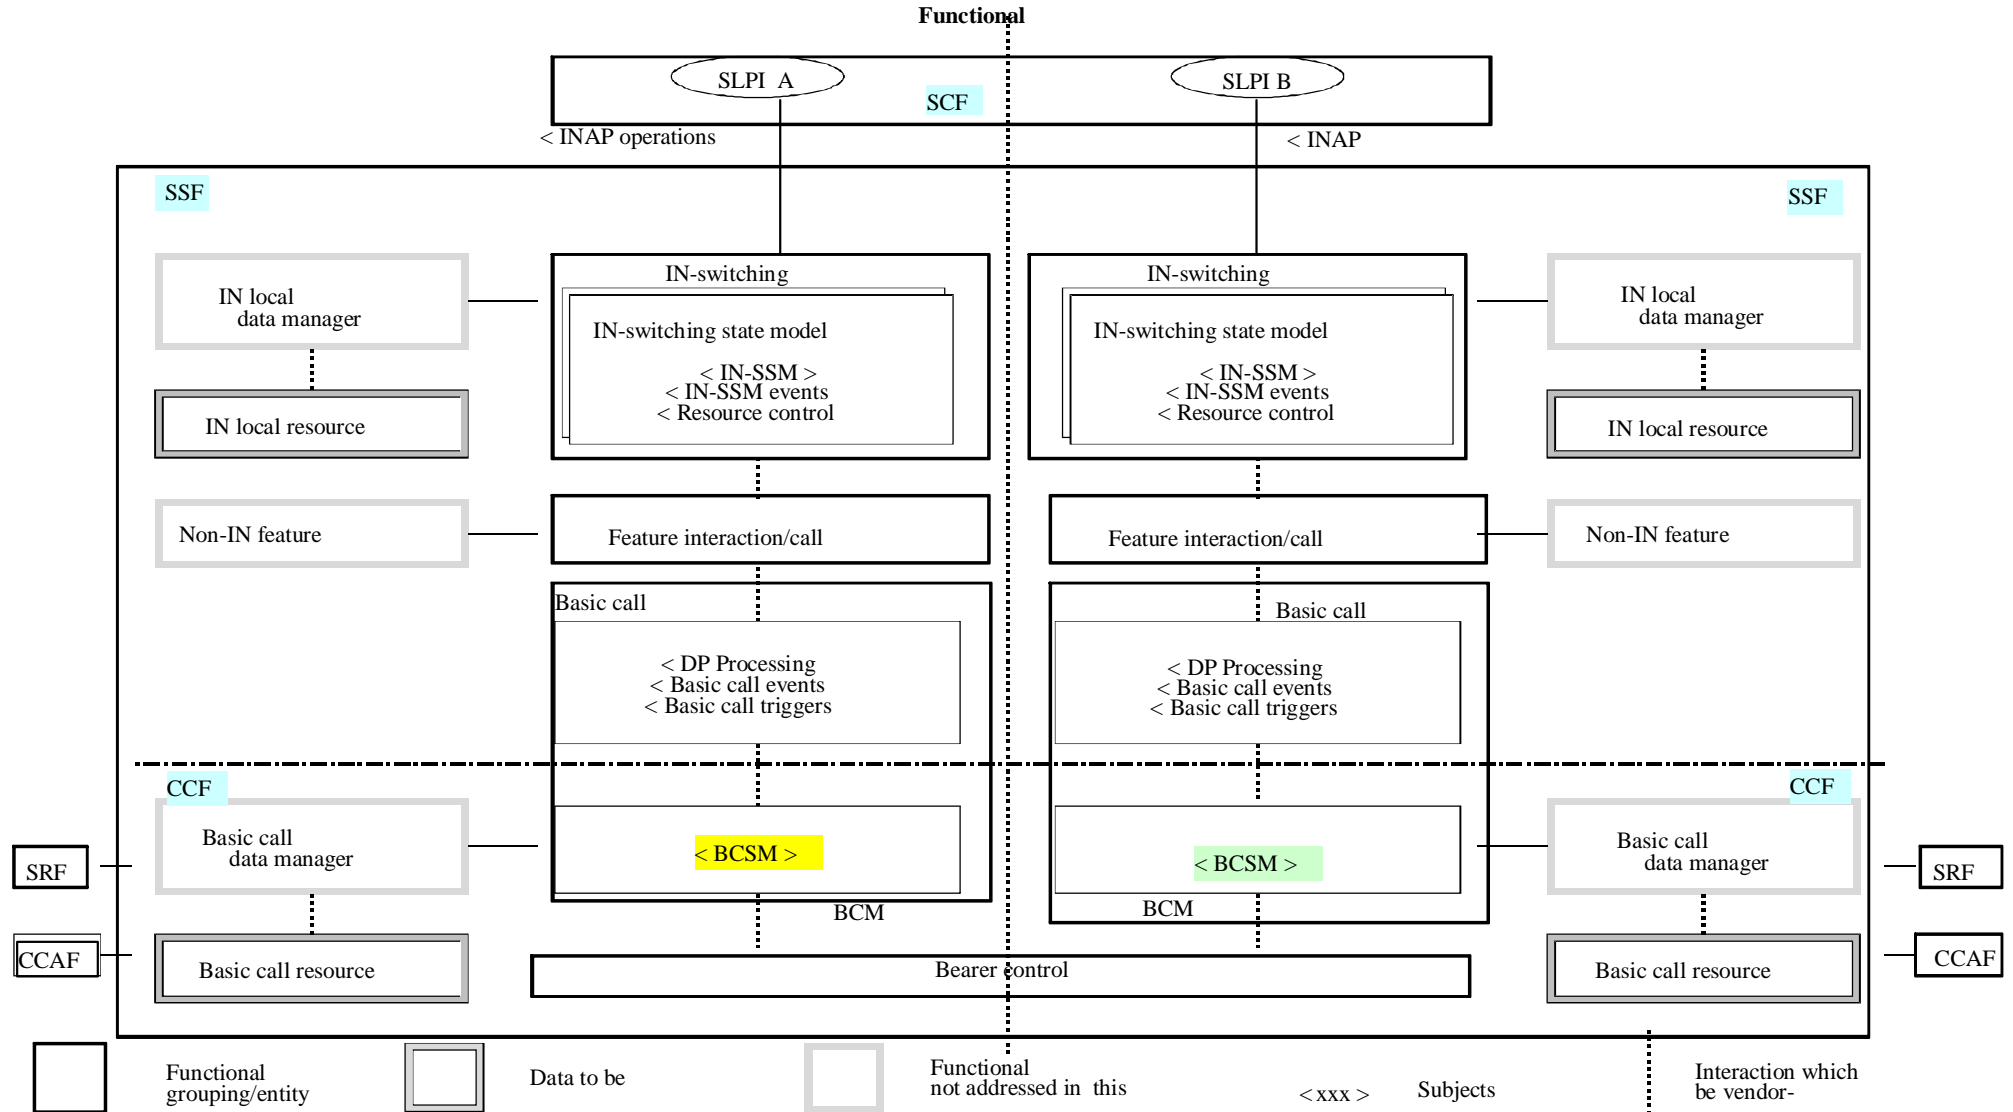 Functional
SLPI A
SLPI B
SCF
< INAP operations
< INAP
SSF
SSF
IN-switching
IN-switching
IN local
data manager
IN local
data manager
IN-switching state model
IN-switching state model
< IN-SSM >
< IN-SSM events
< Resource control
< IN-SSM >
< IN-SSM events
< Resource control
IN local resource
IN local resource
Non-IN feature
Feature interaction/call
Feature interaction/call
Non-IN feature
Basic call
Basic call
< DP Processing
< Basic call events
< Basic call triggers
< DP Processing
< Basic call events
< Basic call triggers
CCF
CCF
Basic call
data manager
< BCSM >
< BCSM >
Basic call
data manager
SRF
SRF
BCM
BCM
CCAF
Basic call resource
Bearer control
Basic call resource
CCAF
Functional
grouping/entity
Data to be
Functional
not addressed in this
< xxx >
Subjects
Interaction which
be vendor-